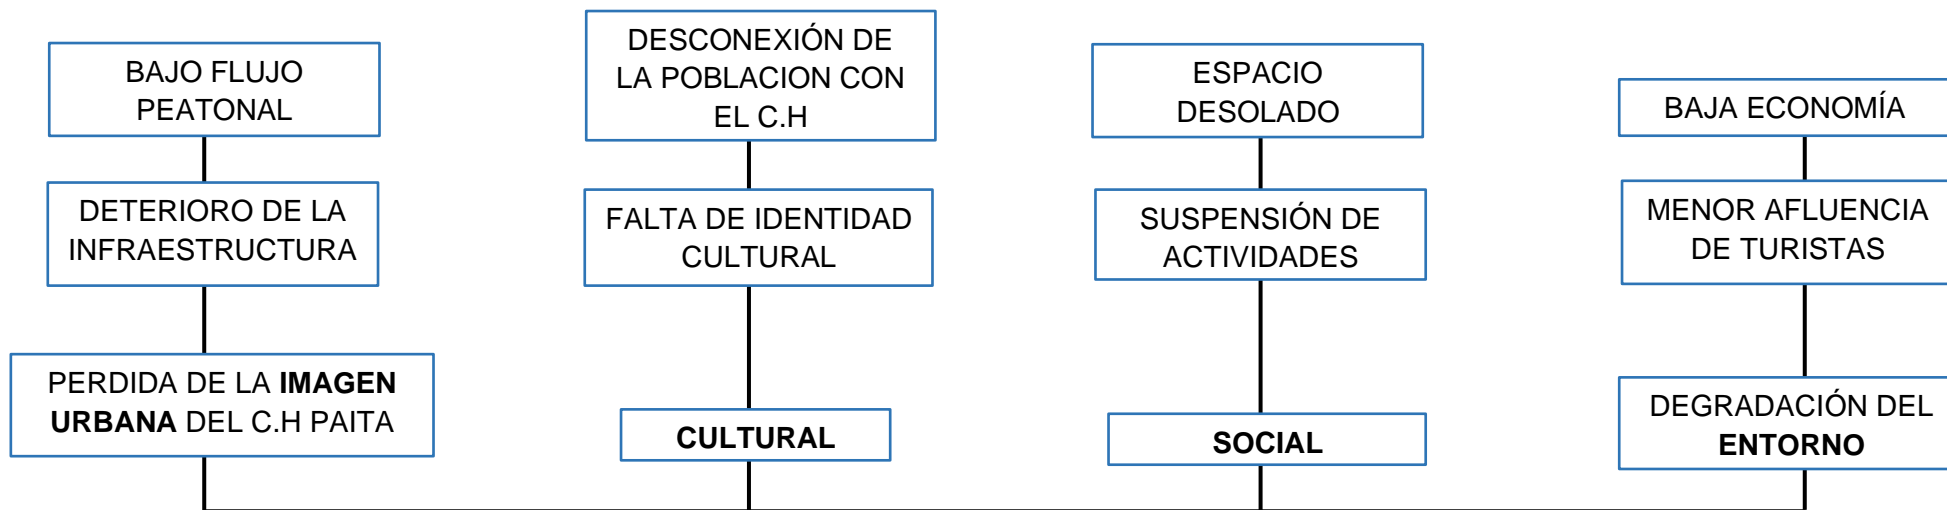 BAJO FLUJO
PEATONAL
DESCONEXIÓN DE
LA POBLACION CON
EL C.H
ESPACIO
DESOLADO
BAJA ECONOMÍA
DETERIORO DE LA
INFRAESTRUCTURA
FALTA DE IDENTIDAD
CULTURAL
SUSPENSIÓN DE
ACTIVIDADES
MENOR AFLUENCIA
DE TURISTAS
PERDIDA DE LA IMAGEN
URBANA DEL C.H PAITA
CULTURAL
SOCIAL
DEGRADACIÓN DEL
ENTORNO